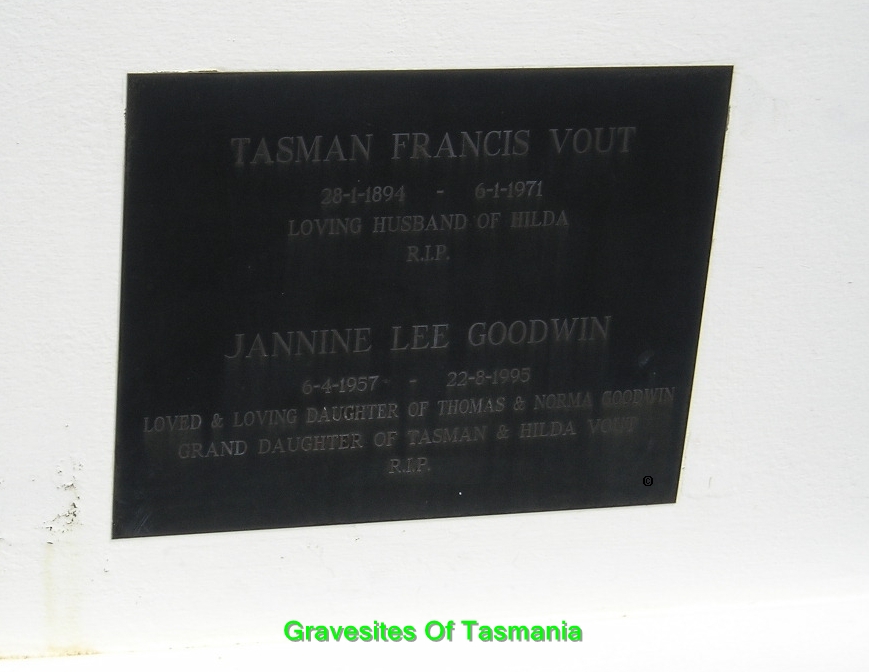 TASMAN FRANCIS VOUT
28-1-1894 - 6-1-1971
LOVING HUSBAND OF HILDA
R.I.P.
JANNINE LEE GOODWIN
6-4-1957 - 22-8-1995
LOVED & LOVING DAUGHTER OF THOMAS & NORMA GOODWIN
GRAND DAUGHTER OF TASMAN & HILDA VOUT
R.I.P.
©
Gravesites Of Tasmania